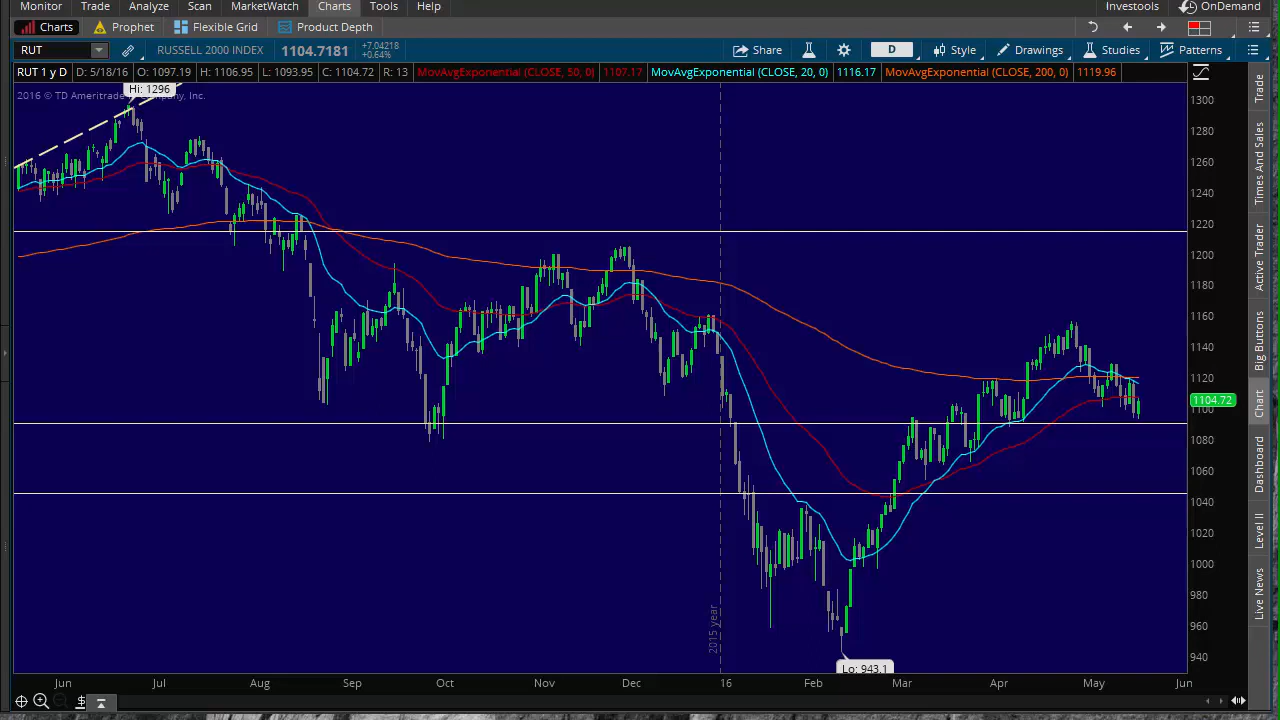 Monitor Trade Analyze Scan MarketWatch Charts Tools Help Investools OnDemand
Charts Prophet Flexible Grid Product Depth
RUT RUSSELL 2000 INDEX 1104.7181 +7.04218 +0.64% Share D Style Drawings Studies Patterns
RUT 1 y D D: 5/18/16 O: 1097.19 H: 1106.95 L: 1093.95 C: 1104.72 R: 13 MovAvgExponential (CLOSE, 50, 0) 1107.17 MovAvgExponential (CLOSE, 20, 0) 1116.17 MovAvgExponential (CLOSE, 200, 0) 1119.96
2016 © TD Ameritrade Inc.
Hi: 1296
1300
1280
1260
1240
1220
1200
1180
1160
1140
1120
1104.72
1100
1080
1060
1040
1020
1000
980
960
940
2015 year
Lo: 943.1
Jun Jul Aug Sep Oct Nov Dec 16 Feb Mar Apr May Jun
Trade
Times And Sales
Active Trader
Big Buttons
Chart
Dashboard
Level II
Live News